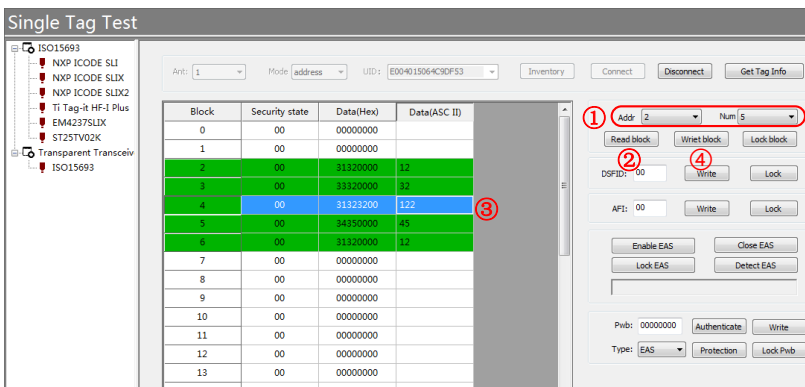 Single Tag Test
ISO15693
NXP ICODE SLI
NXP ICODE SLIX
NXP ICODE SLIX2
Ti Tag-it HF-I Plus
EM4237SLIX
ST25TV02K
Transparent Transceiv
ISO15693
Ant: 1 Mode address UID: E004015064C9DF53 Inventory Connect Disconnect Get Tag Info
Block Security state Data(Hex) Data(ASC II)
0 00 00000000
1 00 00000000
2 00 31320000 12
3 00 33320000 32
4 00 31323200 122
5 00 34350000 45
6 00 31320000 12
7 00 00000000
8 00 00000000
9 00 00000000
10 00 00000000
11 00 00000000
12 00 00000000
13 00 00000000
① Addr 2 Num 5
Read block Wriet block Lock block
② ④
DSFID: 00 Write Lock
③
AFI: 00 Write Lock
Enable EAS Close EAS
Lock EAS Detect EAS
Pwb: 00000000 Authenticate Write
Type: EAS Protection Lock Pwb